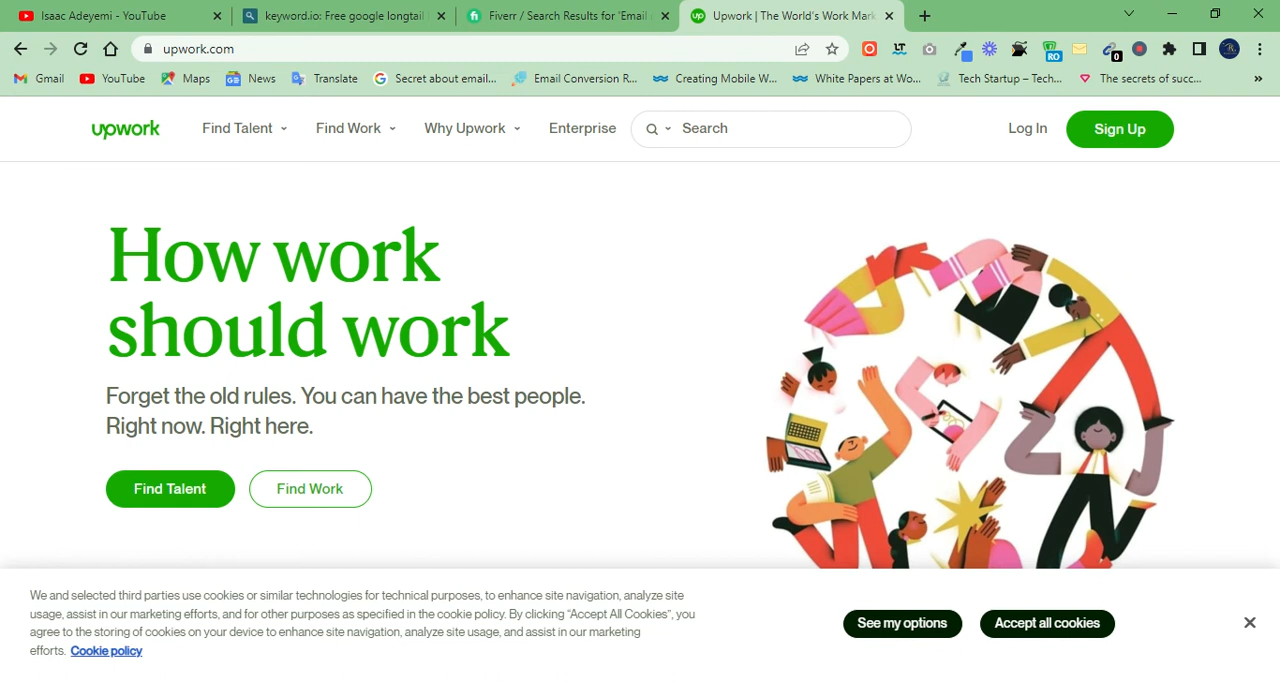 Isaac Adeyemi - YouTube
keyword.io: Free google longtail
Fiverr / Search Results for 'Email
Upwork | The World's Work Mark
upwork.com
Gmail YouTube Maps News Translate Secret about email... Email Conversion R... Creating Mobile W... White Papers at Wo... Tech Startup – Tech... The secrets of succ...
upwork Find Talent Find Work Why Upwork Enterprise Search Log In Sign Up
How work
should work
Forget the old rules. You can have the best people.
Right now. Right here.
Find Talent Find Work
We and selected third parties use cookies or similar technologies for technical purposes, to enhance site navigation, analyze site
usage, assist in our marketing efforts, and for other purposes as specified in the cookie policy. By clicking “Accept All Cookies”, you
agree to the storing of cookies on your device to enhance site navigation, analyze site usage, and assist in our marketing
efforts. Cookie policy
See my options Accept all cookies